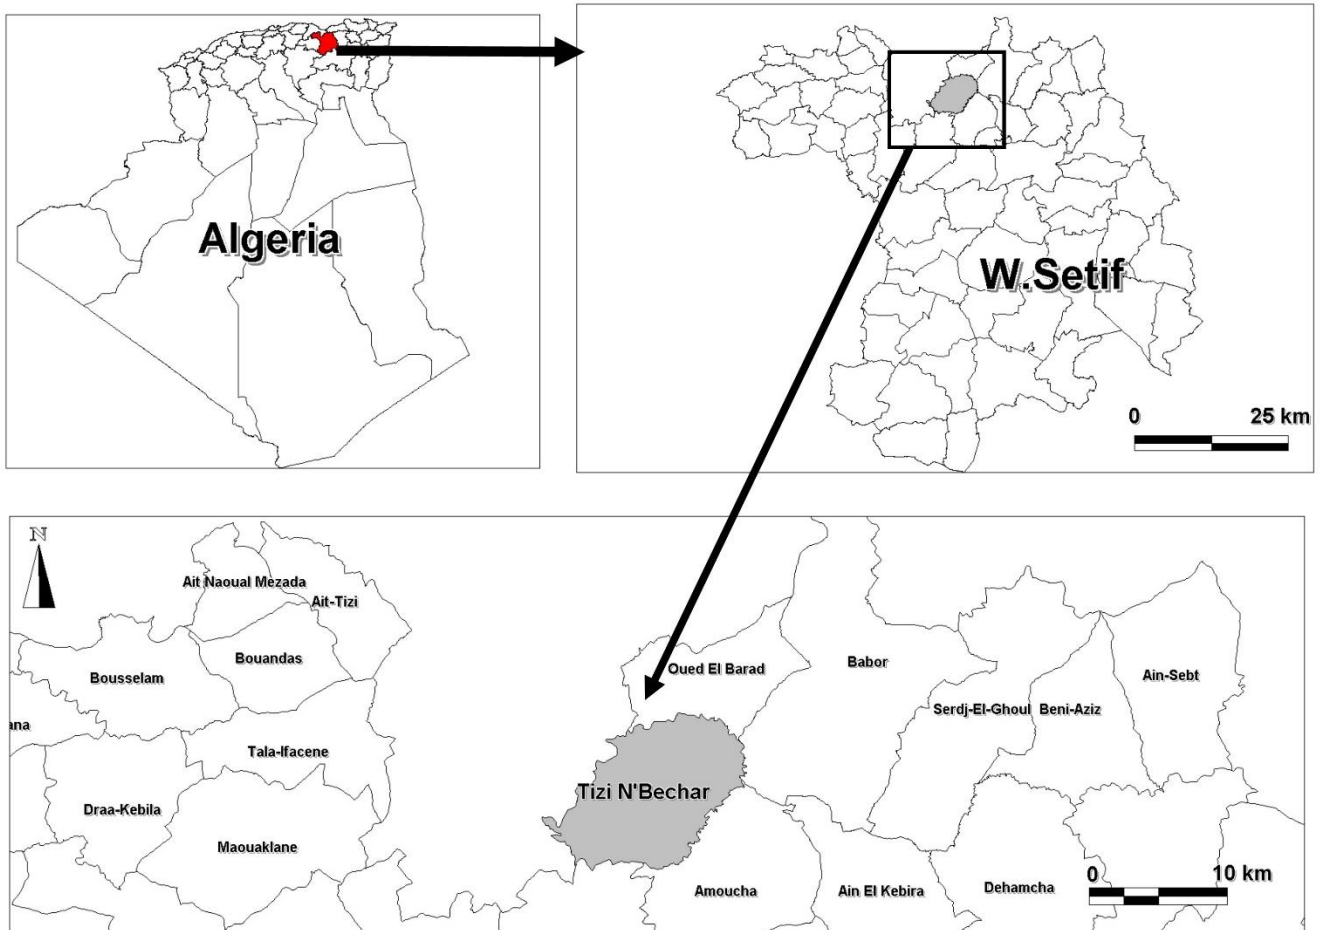 Algeria
W.Setif
0 25 km
N
Ait Naoual Mezada
Ait-Tizi
Bouandas
Bousselam
Oued El Barad
Babor
Ain-Sebt
Serdj-El-Ghoul
Beni-Aziz
ana
Tala-Ifacene
Tizi N'Bechar
Draa-Kebila
Maouaklane
Amoucha
Ain El Kebira
Dehamcha
0 10 km